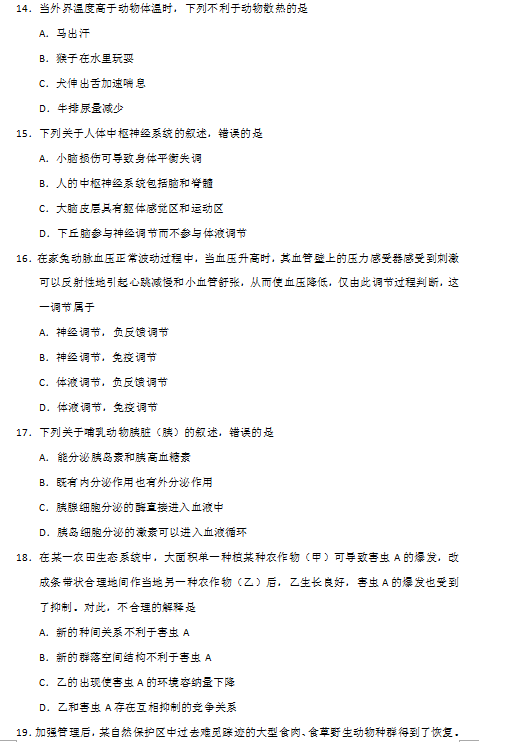 14. 当外界温度高于动物体温时，下列不利于动物散热的是
A. 马出汗
B. 猴子在水里玩耍
C. 犬伸出舌加速喘息
D. 牛排尿量减少
15. 下列关于人体中枢神经系统的叙述，错误的是
A. 小脑损伤可导致身体平衡失调
B. 人的中枢神经系统包括脑和脊髓
C. 大脑皮层具有躯体感觉区和运动区
D. 下丘脑参与神经调节而不参与体液调节
16. 在家兔动脉血压正常波动过程中，当血压升高时，其血管壁上的压力感受器感受到刺激
可以反射性地引起心跳减慢和小血管舒张，从而使血压降低，仅由此调节过程判断，这
一调节属于
A. 神经调节，负反馈调节
B. 神经调节，免疫调节
C. 体液调节，负反馈调节
D. 体液调节，免疫调节
17. 下列关于哺乳动物胰脏（胰）的叙述，错误的是
A. 能分泌胰岛素和胰高血糖素
B. 既有内分泌作用也有外分泌作用
C. 胰腺细胞分泌的酶直接进入血液中
D. 胰岛细胞分泌的激素可以进入血液循环
18. 在某一农田生态系统中，大面积单一种植某种农作物（甲）可导致害虫 A 的爆发，改
成条带状合理地间作当地另一种农作物（乙）后，乙生长良好，害虫 A 的爆发也受到
了抑制。对此，不合理的解释是
A. 新的种间关系不利于害虫 A
B. 新的群落空间结构不利于害虫 A
C. 乙的出现使害虫 A 的环境容纳量下降
D. 乙和害虫 A 存在互相抑制的竞争关系
19. 加强管理后，某自然保护区中过去难觅踪迹的大型食肉、食草野生动物种群得到了恢复。